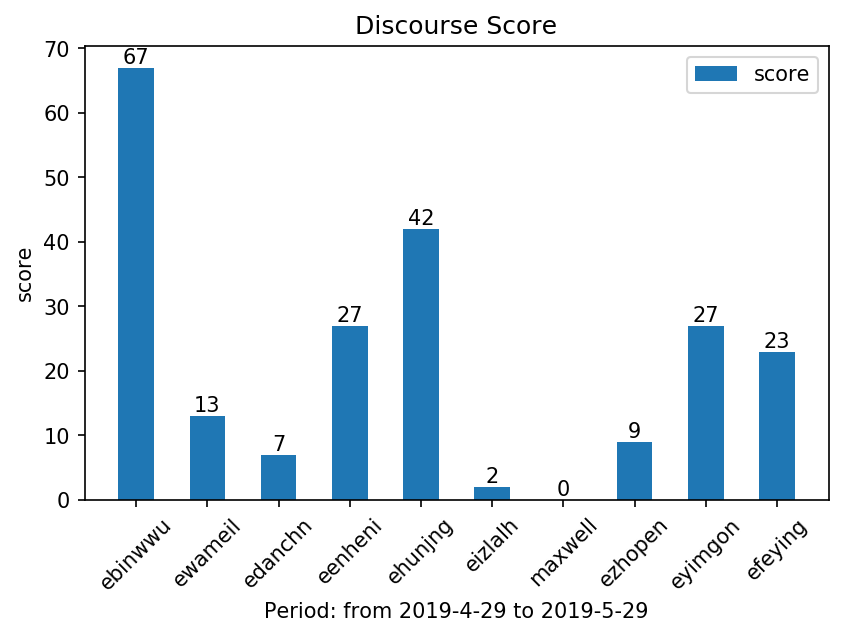 Discourse Score
score
70
60
50
40
30
20
10
0
score
67
13
7
27
42
2
0
9
27
23
ebinwwu
ewameil
edanchn
eenheni
ehunjng
eizlalh
maxwell
ezhopen
eyimgon
efeying
Period: from 2019-4-29 to 2019-5-29